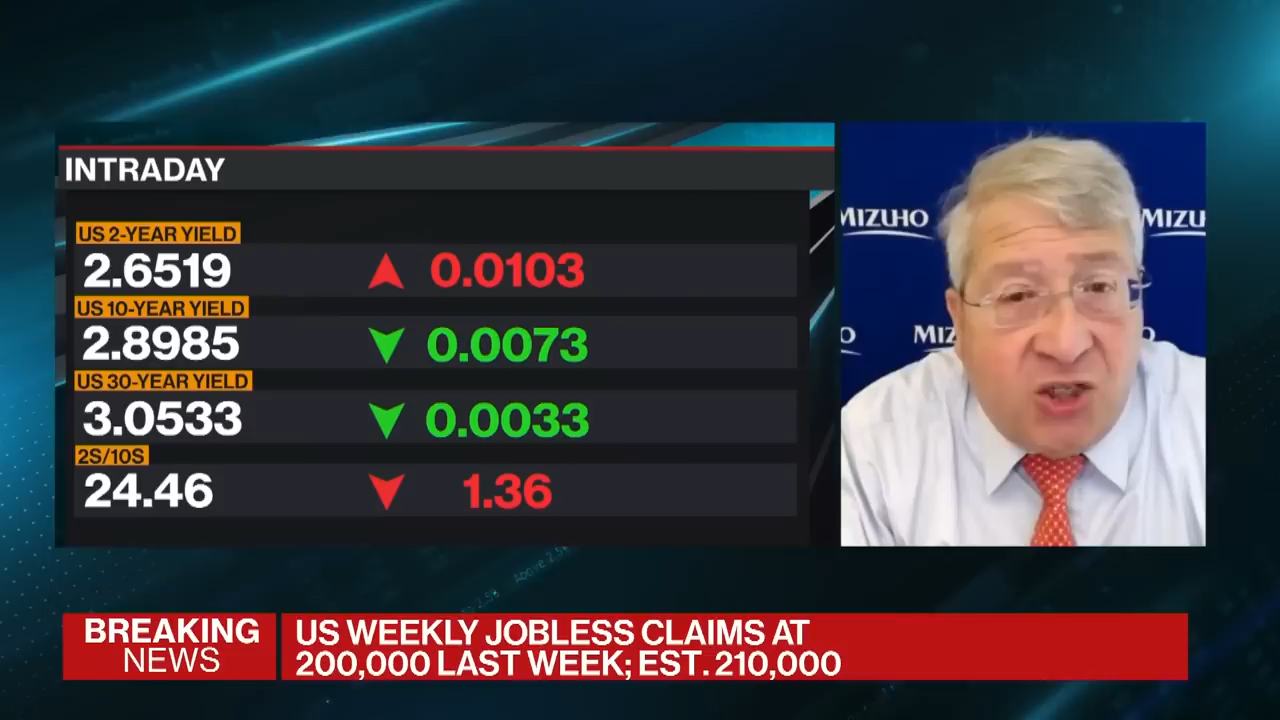 INTRADAY
US 2-YEAR YIELD
2.6519 0.0103
US 10-YEAR YIELD
2.8985 0.0073
US 30-YEAR YIELD
3.0533 0.0033
2S/10S
24.46 1.36
MIZUHO
MIZUHO
BREAKING NEWS
US WEEKLY JOBLESS CLAIMS AT
200,000 LAST WEEK; EST. 210,000